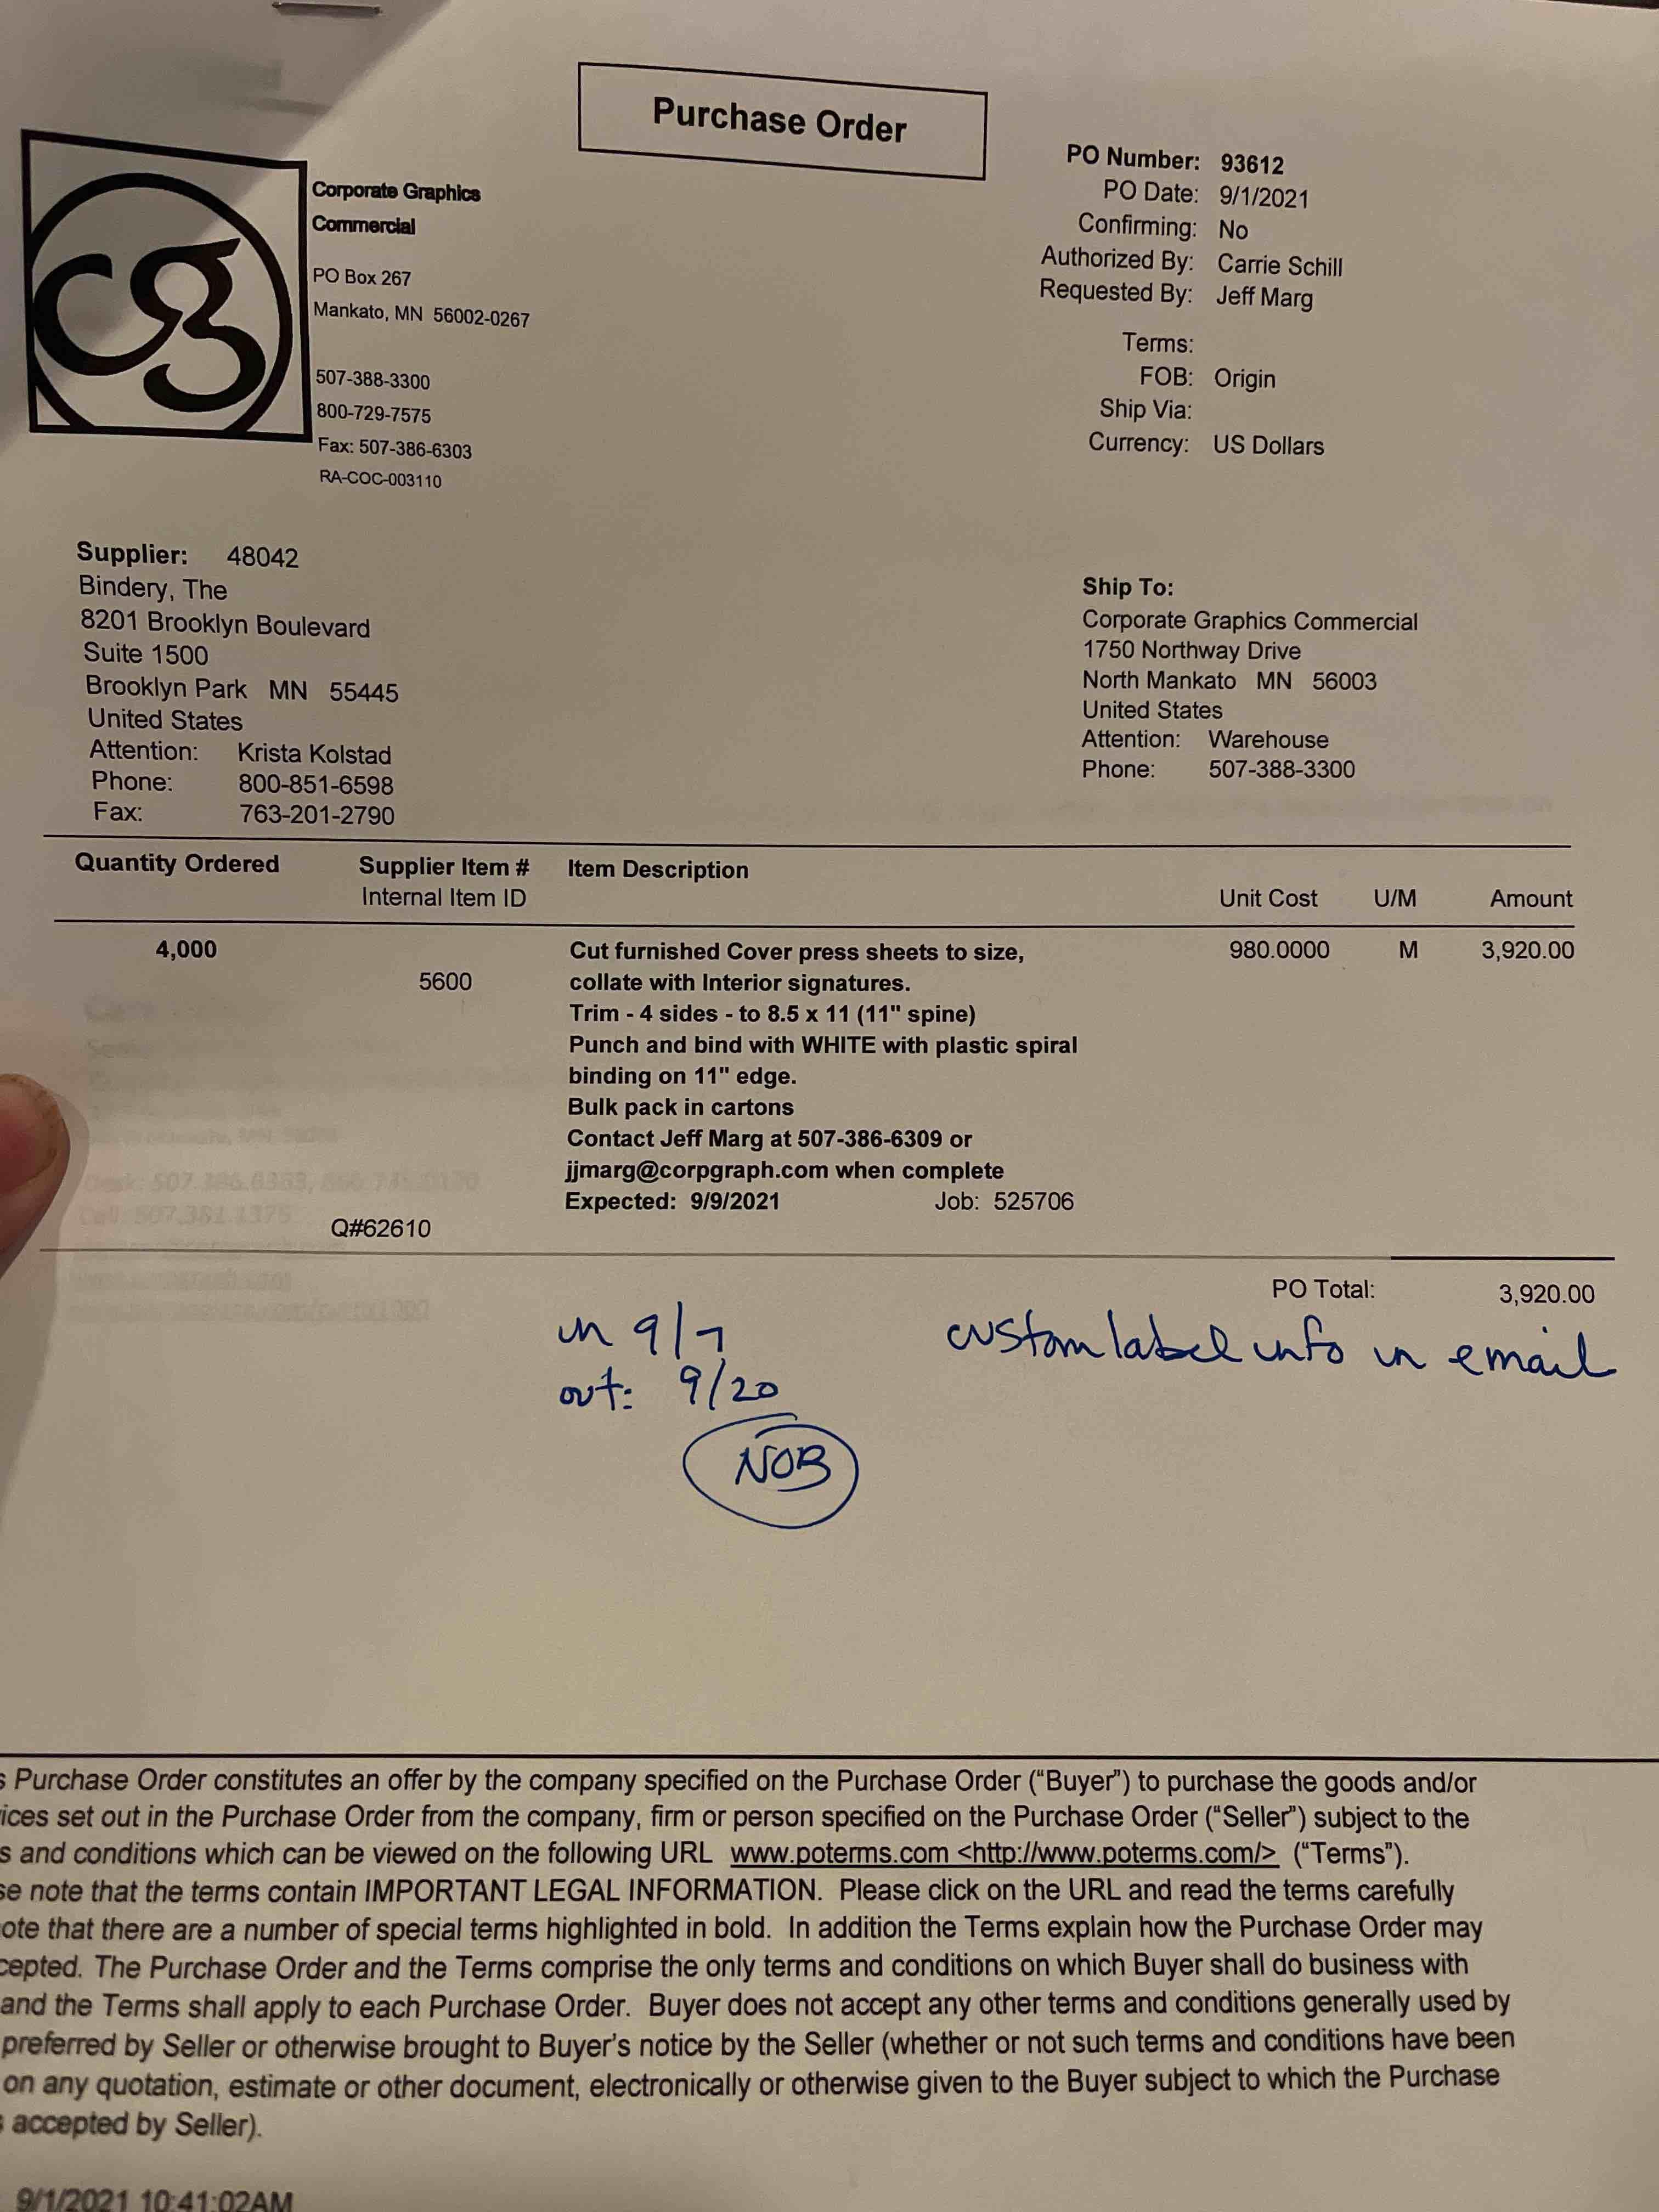 Purchase Order
cg
Corporate Graphics
Commercial
PO Box 267
Mankato, MN 56002-0267
507-388-3300
800-729-7575
Fax: 507-386-6303
RA-COC-003110
PO Number: 93612
PO Date: 9/1/2021
Confirming: No
Authorized By: Carrie Schill
Requested By: Jeff Marg
Terms:
FOB: Origin
Ship Via:
Currency: US Dollars
Supplier: 48042
Bindery, The
8201 Brooklyn Boulevard
Suite 1500
Brooklyn Park MN 55445
United States
Attention: Krista Kolstad
Phone: 800-851-6598
Fax: 763-201-2790
Ship To:
Corporate Graphics Commercial
1750 Northway Drive
North Mankato MN 56003
United States
Attention: Warehouse
Phone: 507-388-3300
Quantity Ordered Supplier Item # Item Description
Internal Item ID Unit Cost U/M Amount
4,000 Cut furnished Cover press sheets to size, 980.0000 M 3,920.00
5600 collate with Interior signatures.
Trim - 4 sides - to 8.5 x 11 (11" spine)
Punch and bind with WHITE with plastic spiral
binding on 11" edge.
Bulk pack in cartons
Contact Jeff Marg at 507-386-6309 or
jjmarg@corpgraph.com when complete
Expected: 9/9/2021 Job: 525706
Q#62610
PO Total: 3,920.00
in 9/7 custom label info in email
out: 9/20
NOB
Purchase Order constitutes an offer by the company specified on the Purchase Order (“Buyer”) to purchase the goods and/or
ices set out in the Purchase Order from the company, firm or person specified on the Purchase Order (“Seller”) subject to the
s and conditions which can be viewed on the following URL www.poterms.com <http://www.poterms.com/> (“Terms”).
se note that the terms contain IMPORTANT LEGAL INFORMATION. Please click on the URL and read the terms carefully
ote that there are a number of special terms highlighted in bold. In addition the Terms explain how the Purchase Order may
cepted. The Purchase Order and the Terms comprise the only terms and conditions on which Buyer shall do business with
and the Terms shall apply to each Purchase Order. Buyer does not accept any other terms and conditions generally used by
preferred by Seller or otherwise brought to Buyer's notice by the Seller (whether or not such terms and conditions have been
on any quotation, estimate or other document, electronically or otherwise given to the Buyer subject to which the Purchase
s accepted by Seller).
9/1/2021 10:41:02AM